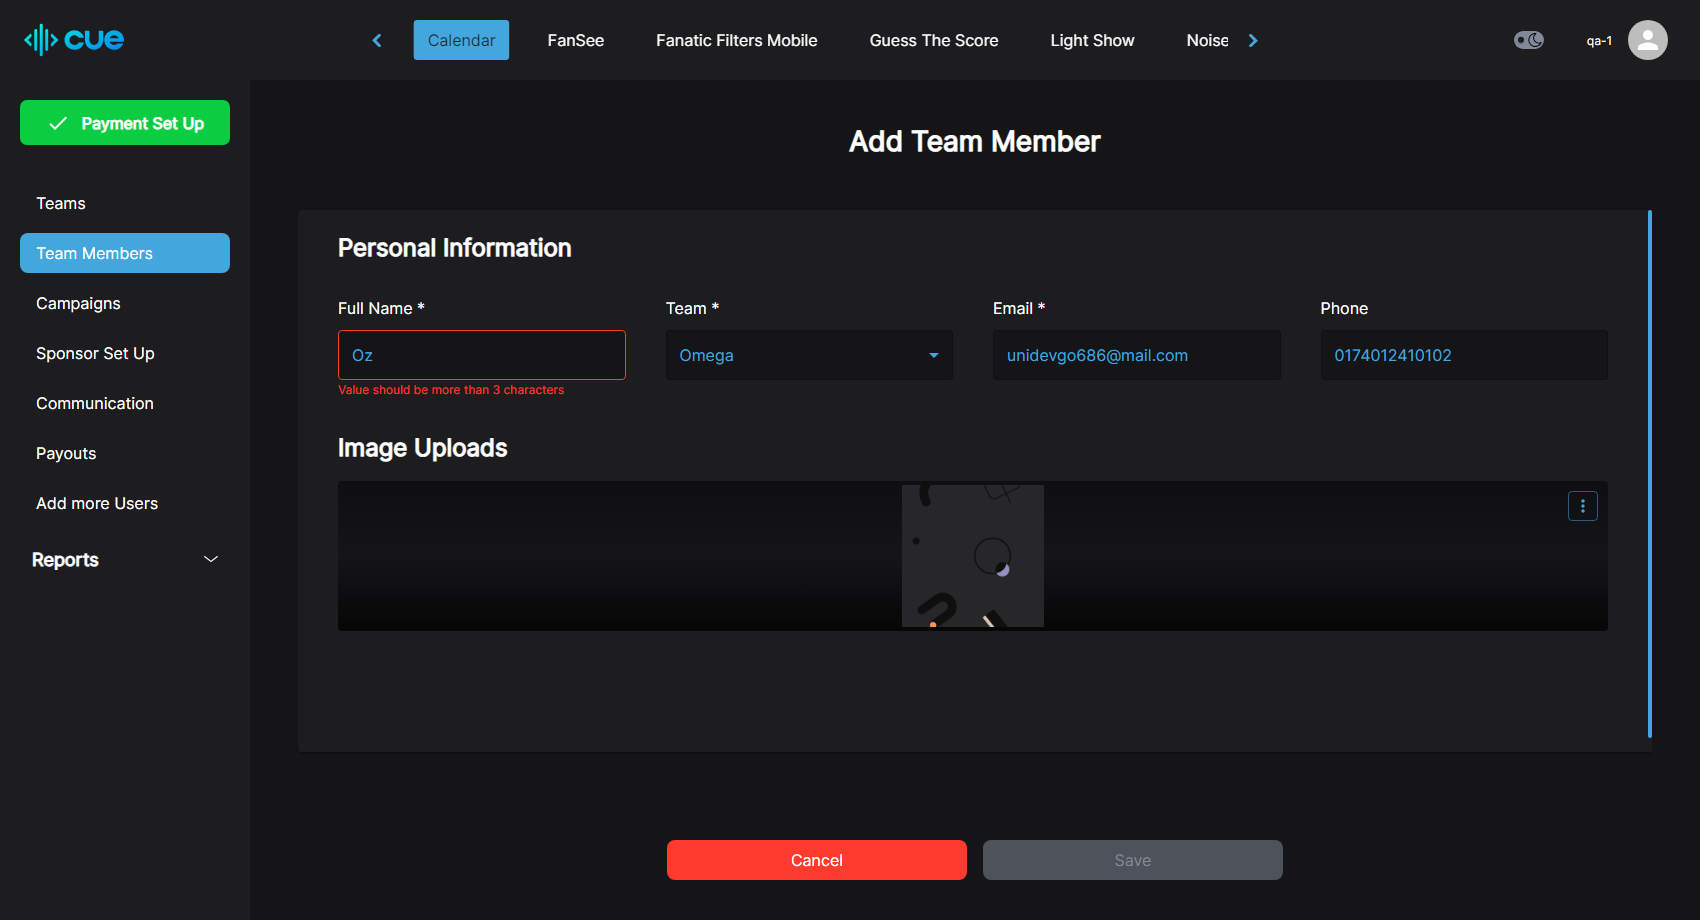 cue
Calendar
FanSee
Fanatic Filters Mobile
Guess The Score
Light Show
Noise
qa-1
Payment Set Up
Teams
Team Members
Campaigns
Sponsor Set Up
Communication
Payouts
Add more Users
Reports
Add Team Member
Personal Information
Full Name *
Team *
Email *
Phone
Oz
Omega
unidevgo686@mail.com
0174012410102
Value should be more than 3 characters
Image Uploads
Cancel
Save